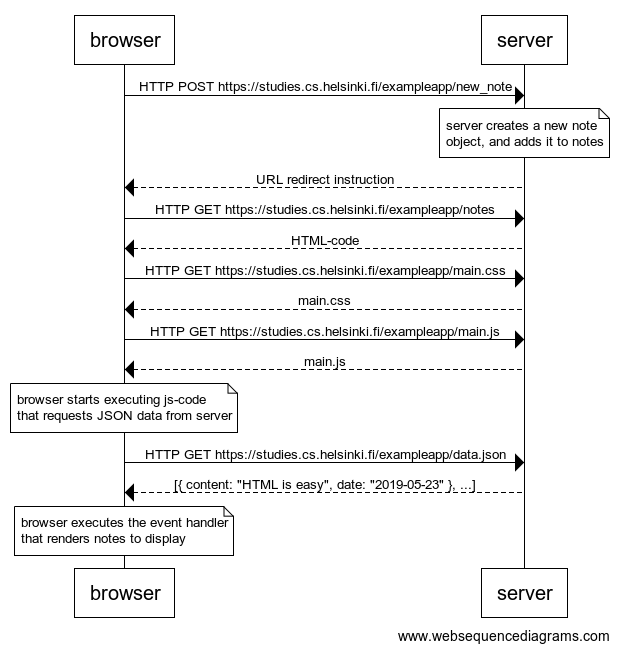 browser
server
HTTP POST https://studies.cs.helsinki.fi/exampleapp/new_note
server creates a new note
object, and adds it to notes
URL redirect instruction
HTTP GET https://studies.cs.helsinki.fi/exampleapp/notes
HTML-code
HTTP GET https://studies.cs.helsinki.fi/exampleapp/main.css
main.css
HTTP GET https://studies.cs.helsinki.fi/exampleapp/main.js
main.js
browser starts executing js-code
that requests JSON data from server
HTTP GET https://studies.cs.helsinki.fi/exampleapp/data.json
[{ content: "HTML is easy", date: "2019-05-23" }, ...]
browser executes the event handler
that renders notes to display
browser
server
www.websequencediagrams.com